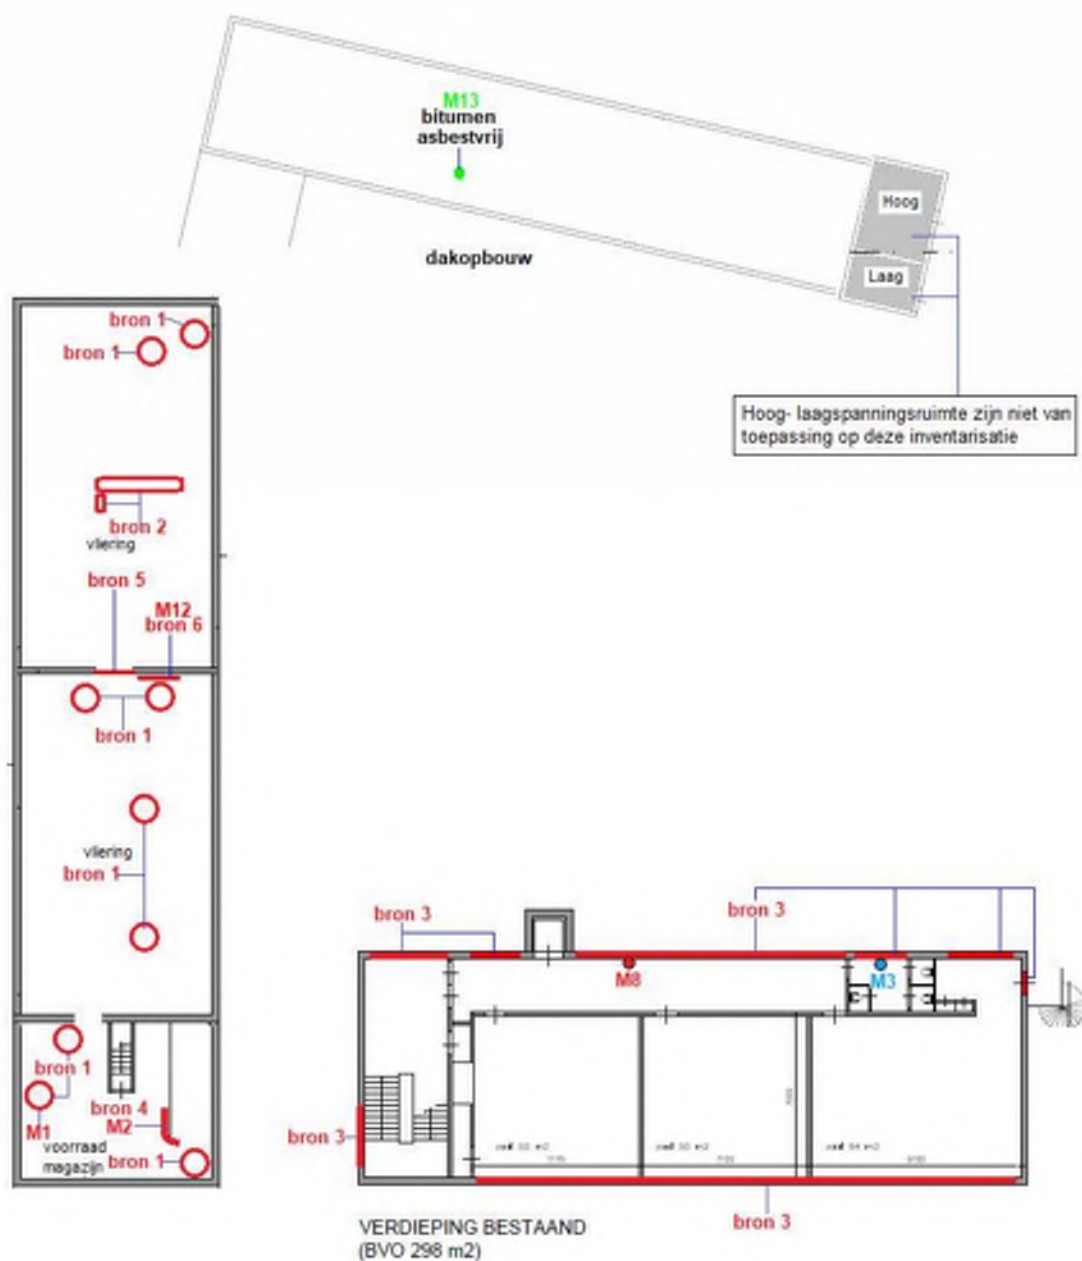 M13
bitumen
asbestvrij
Hoog
Laag
dakopbouw
Hoog- laagspanningsruimte zijn niet van
toepassing op deze inventarisatie
bron 1
bron 1
bron 2
vliering
bron 5
M12
bron 6
bron 1
vliering
bron 1
bron 1
bron 4
M1
M2
voorraad
magazijn
bron 1
bron 3
bron 3
M8
M3
bron 3
bron 3
VERDIEPING BESTAAND
(BVO 298 m2)